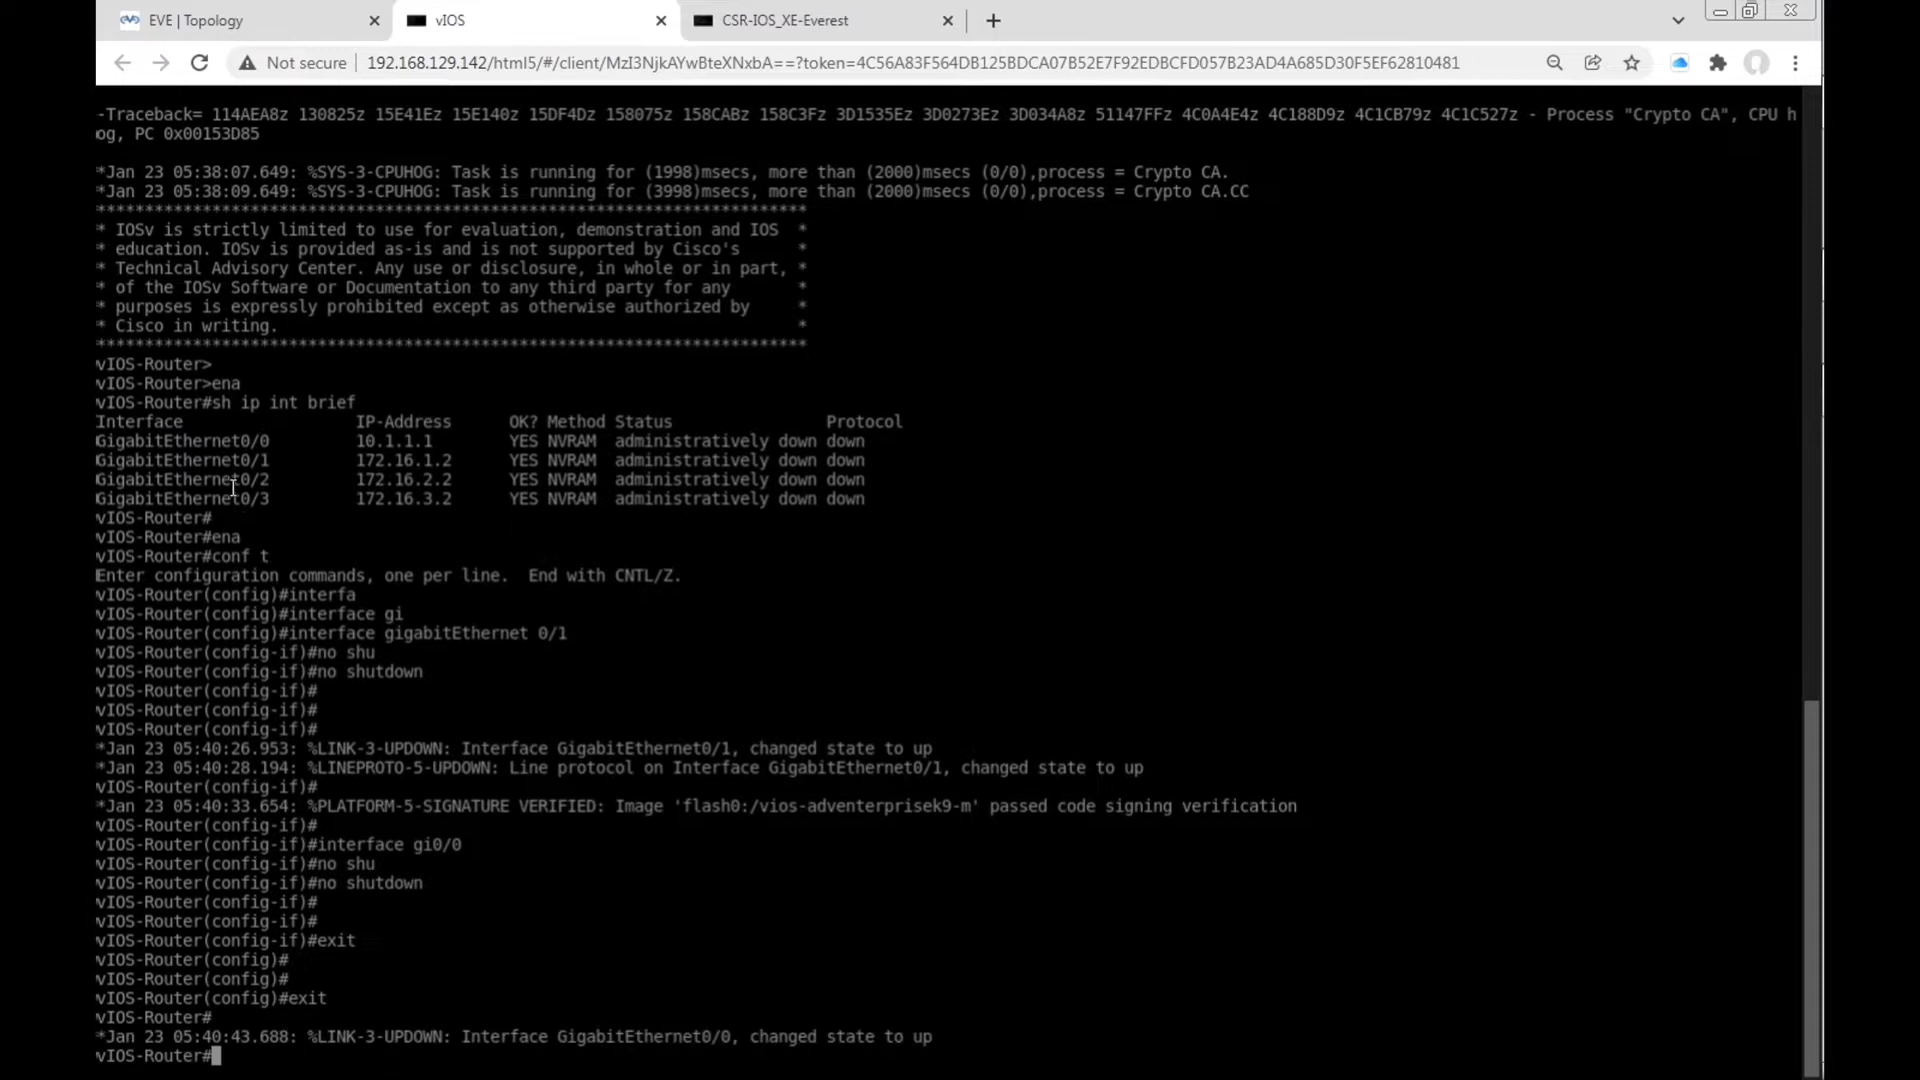 EVE | Topology
vIOS
CSR-IOS_XE-Everest
Not secure
192.168.129.142/html5/#/client/MzI3NjkAYwBteXNxbA==?token=4C56A83F564DB125BDCA07B52E7F92EDBCFD057B23AD4A685D30F5EF62810481
-Traceback= 114AEA8z 130825z 15E41Ez 15E140z 15DF4Dz 158075z 158CABz 158C3Fz 3D1535Ez 3D0273Ez 3D034A8z 51147FFz 4C0A4E4z 4C188D9z 4C1CB79z 4C1C527z - Process "Crypto CA", CPU h
og, PC 0x00153D85
*Jan 23 05:38:07.649: %SYS-3-CPUHOG: Task is running for (1998)msecs, more than (2000)msecs (0/0),process = Crypto CA.
*Jan 23 05:38:09.649: %SYS-3-CPUHOG: Task is running for (3998)msecs, more than (2000)msecs (0/0),process = Crypto CA.CC
**************************************************************************
* IOSv is strictly limited to use for evaluation, demonstration and IOS  *
* education. IOSv is provided as-is and is not supported by Cisco's      *
* Technical Advisory Center. Any use or disclosure, in whole or in part, *
* of the IOSv Software or Documentation to any third party for any       *
* purposes is expressly prohibited except as otherwise authorized by     *
* Cisco in writing.                                                      *
**************************************************************************
vIOS-Router>
vIOS-Router>ena
vIOS-Router#sh ip int brief
Interface                  IP-Address      OK? Method Status                Protocol
GigabitEthernet0/0         10.1.1.1        YES NVRAM  administratively down down
GigabitEthernet0/1         172.16.1.2      YES NVRAM  administratively down down
GigabitEthernet0/2         172.16.2.2      YES NVRAM  administratively down down
GigabitEthernet0/3         172.16.3.2      YES NVRAM  administratively down down
vIOS-Router#
vIOS-Router#ena
vIOS-Router#conf t
Enter configuration commands, one per line.  End with CNTL/Z.
vIOS-Router(config)#interfa
vIOS-Router(config)#interface gi
vIOS-Router(config)#interface gigabitEthernet 0/1
vIOS-Router(config-if)#no shu
vIOS-Router(config-if)#no shutdown
vIOS-Router(config-if)#
vIOS-Router(config-if)#
vIOS-Router(config-if)#
*Jan 23 05:40:26.953: %LINK-3-UPDOWN: Interface GigabitEthernet0/1, changed state to up
*Jan 23 05:40:28.194: %LINEPROTO-5-UPDOWN: Line protocol on Interface GigabitEthernet0/1, changed state to up
vIOS-Router(config-if)#
*Jan 23 05:40:33.654: %PLATFORM-5-SIGNATURE VERIFIED: Image 'flash0:/vios-adventerprisek9-m' passed code signing verification
vIOS-Router(config-if)#
vIOS-Router(config-if)#interface gi0/0
vIOS-Router(config-if)#no shu
vIOS-Router(config-if)#no shutdown
vIOS-Router(config-if)#
vIOS-Router(config-if)#
vIOS-Router(config-if)#exit
vIOS-Router(config)#
vIOS-Router(config)#
vIOS-Router(config)#exit
vIOS-Router#
*Jan 23 05:40:43.688: %LINK-3-UPDOWN: Interface GigabitEthernet0/0, changed state to up
vIOS-Router#